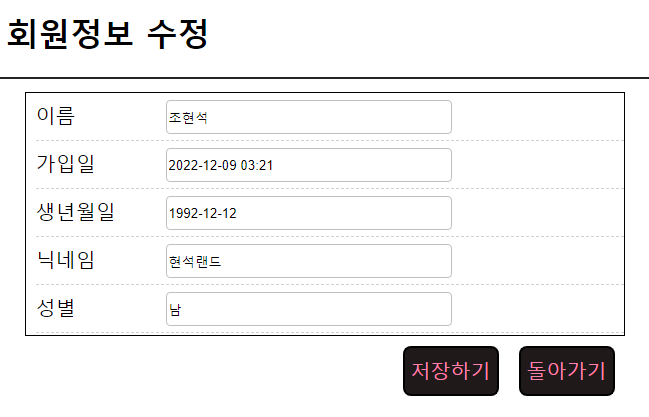 회원정보 수정
이름 조현석
가입일 2022-12-09 03:21
생년월일 1992-12-12
닉네임 현석랜드
성별 남
저장하기 돌아가기